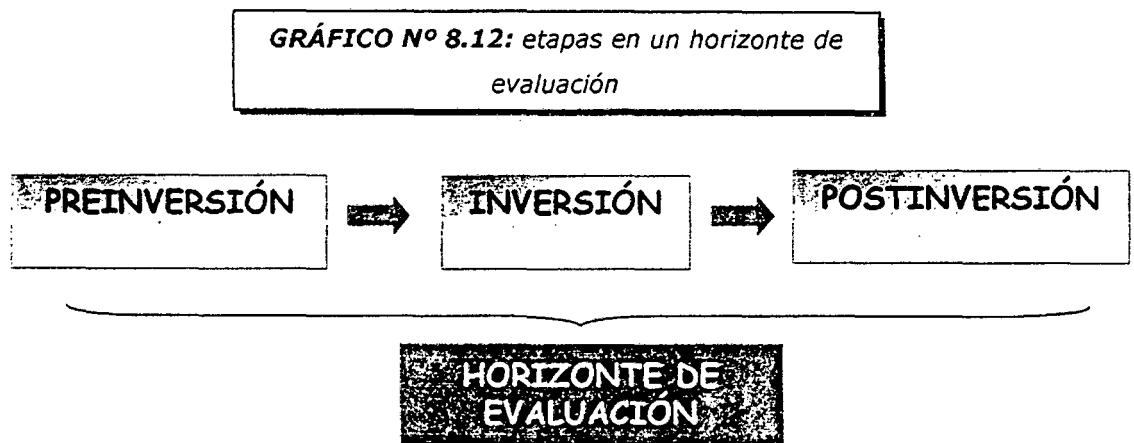 GRÁFICO Nº 8.12: etapas en un horizonte de
evaluación
PREINVERSIÓN
INVERSIÓN
POSTINVERSIÓN
HORIZONTE DE
EVALUACIÓN